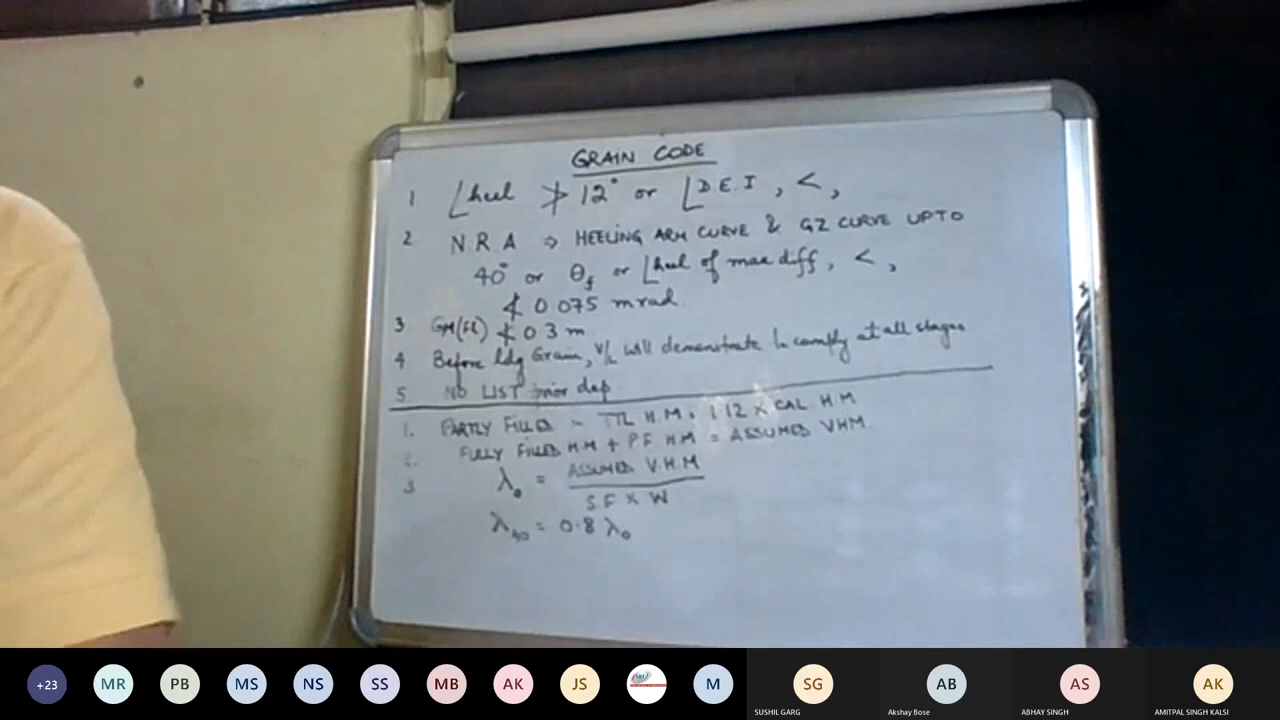 GRAIN CODE
1 ∠heel ≯ 12° or ∠D.E.I, <,
2 N.R.A ⇒ HEELING ARM CURVE & GZ CURVE UPTO
40° or θf or ∠heel of max diff, <,
≮ 0.075 mrad.
3 GM(Fl) ≮ 0.3 m
4 Before ldg Grain, V/L will demonstrate to comply at all stages
5 NO LIST prior dep
1. PARTLY FILLED - TTL H.M = 1.12 X CAL H.M
2. FULLY FILLED H.M + PF HM = ASSUMED VHM
3 λ₀ = ASSUMED V.H.M
SF X W
λ₄₀ = 0.8 λ₀
+23 MR PB MS NS SS MB AK JS M SG AB AS AK
SUSHIL GARG Akshay Bose ABHAY SINGH AMITPAL SINGH KALSI